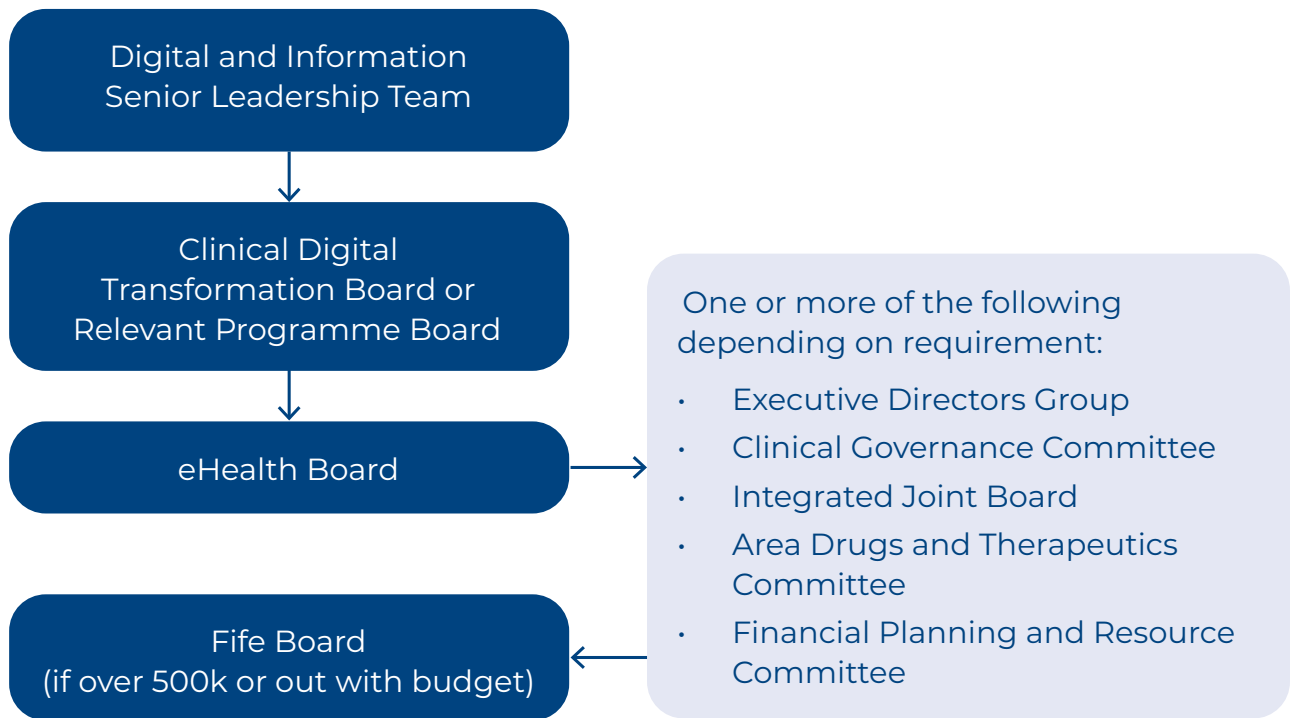 Digital and Information
Senior Leadership Team
Clinical Digital
Transformation Board or
Relevant Programme Board
eHealth Board
One or more of the following
depending on requirement:
• Executive Directors Group
• Clinical Governance Committee
• Integrated Joint Board
• Area Drugs and Therapeutics
Committee
• Financial Planning and Resource
Committee
Fife Board
(if over 500k or out with budget)